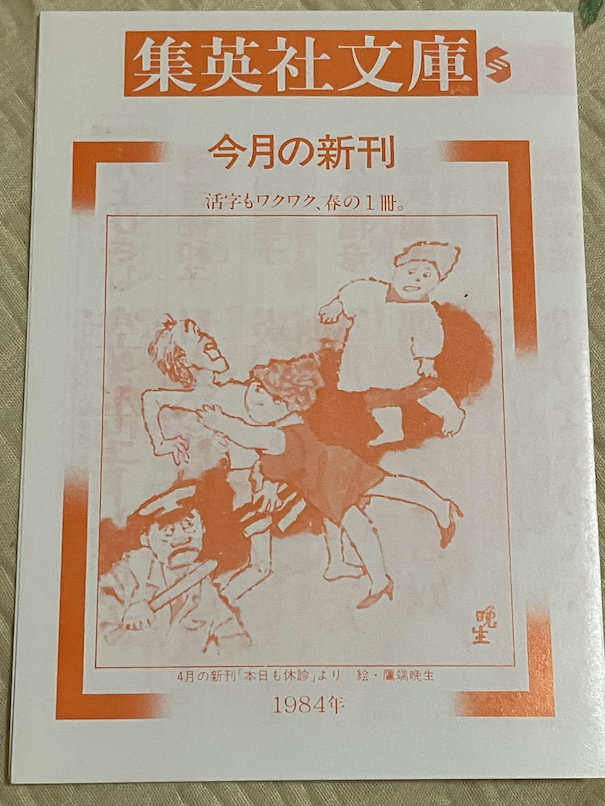 集英社文庫
今月の新刊
活字もワクワク、春の1冊。
晩生
4月の新刊「本日も休診」より 絵・鷹端晩生
1984年